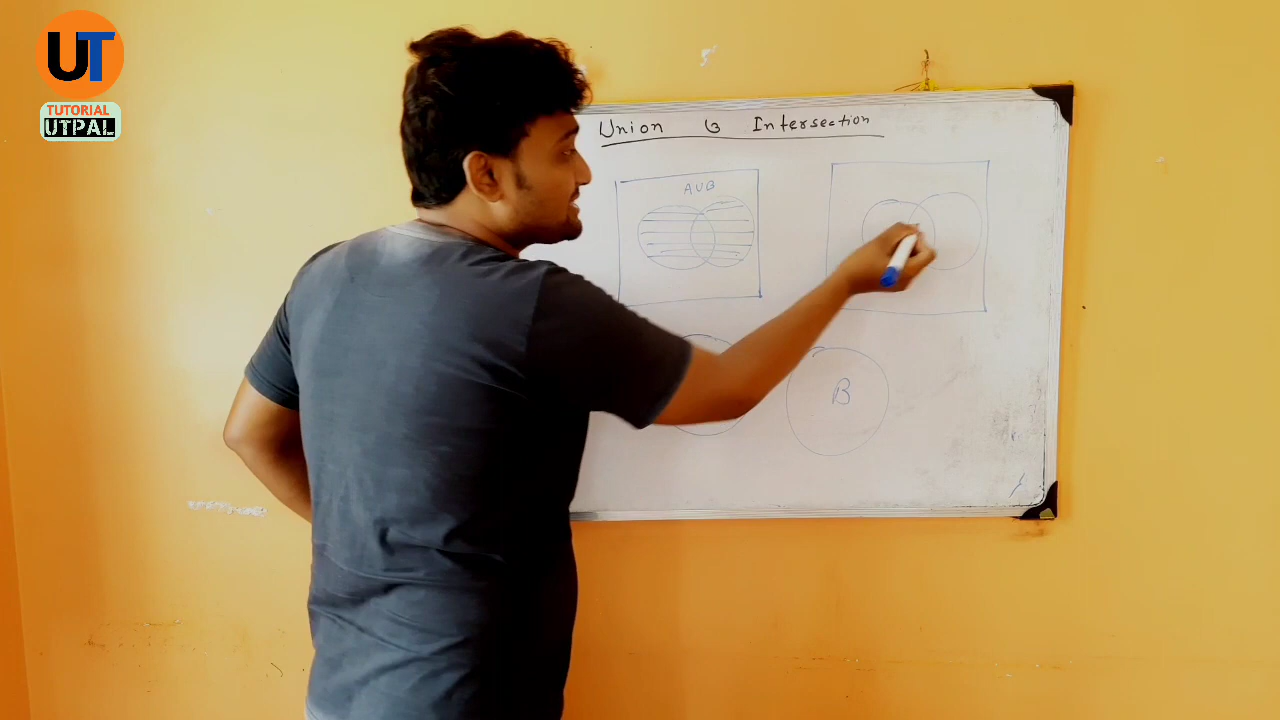 UT
TUTORIAL
UTPAL
Union ও Intersection
A∪B
B